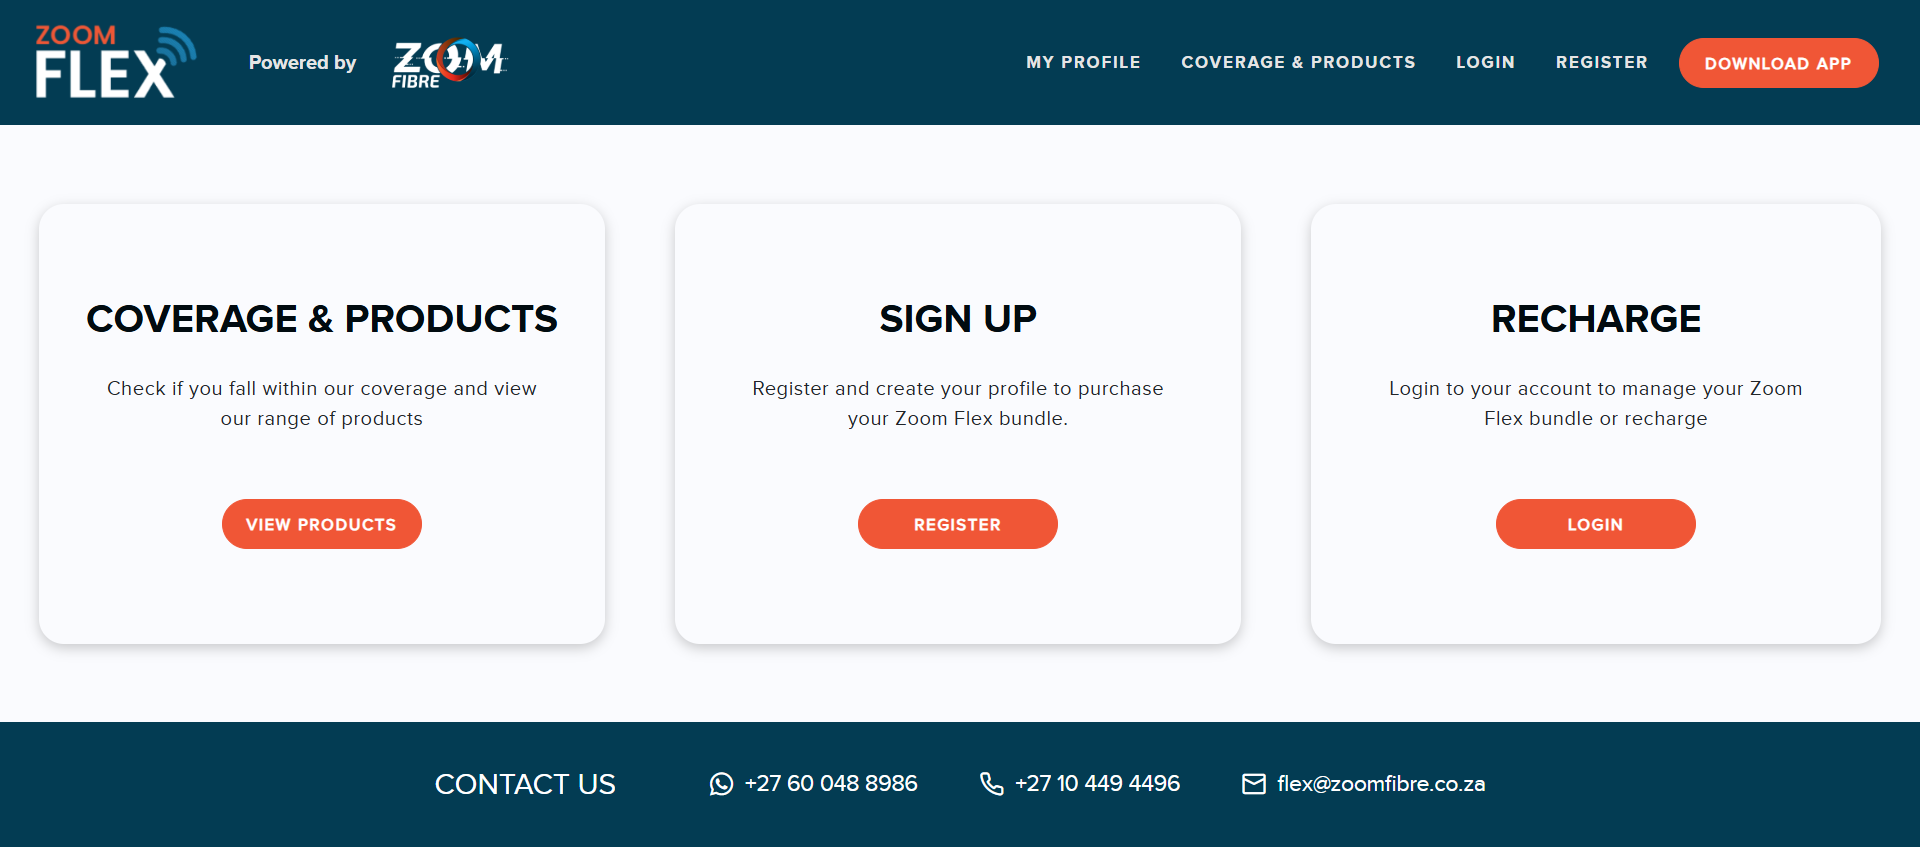 ZOOM
FLEX
Powered by
ZOOM
FIBRE
MY PROFILE
COVERAGE & PRODUCTS
LOGIN
REGISTER
DOWNLOAD APP
COVERAGE & PRODUCTS
Check if you fall within our coverage and view
our range of products
VIEW PRODUCTS
SIGN UP
Register and create your profile to purchase
your Zoom Flex bundle.
REGISTER
RECHARGE
Login to your account to manage your Zoom
Flex bundle or recharge
LOGIN
CONTACT US
+27 60 048 8986
+27 10 449 4496
flex@zoomfibre.co.za